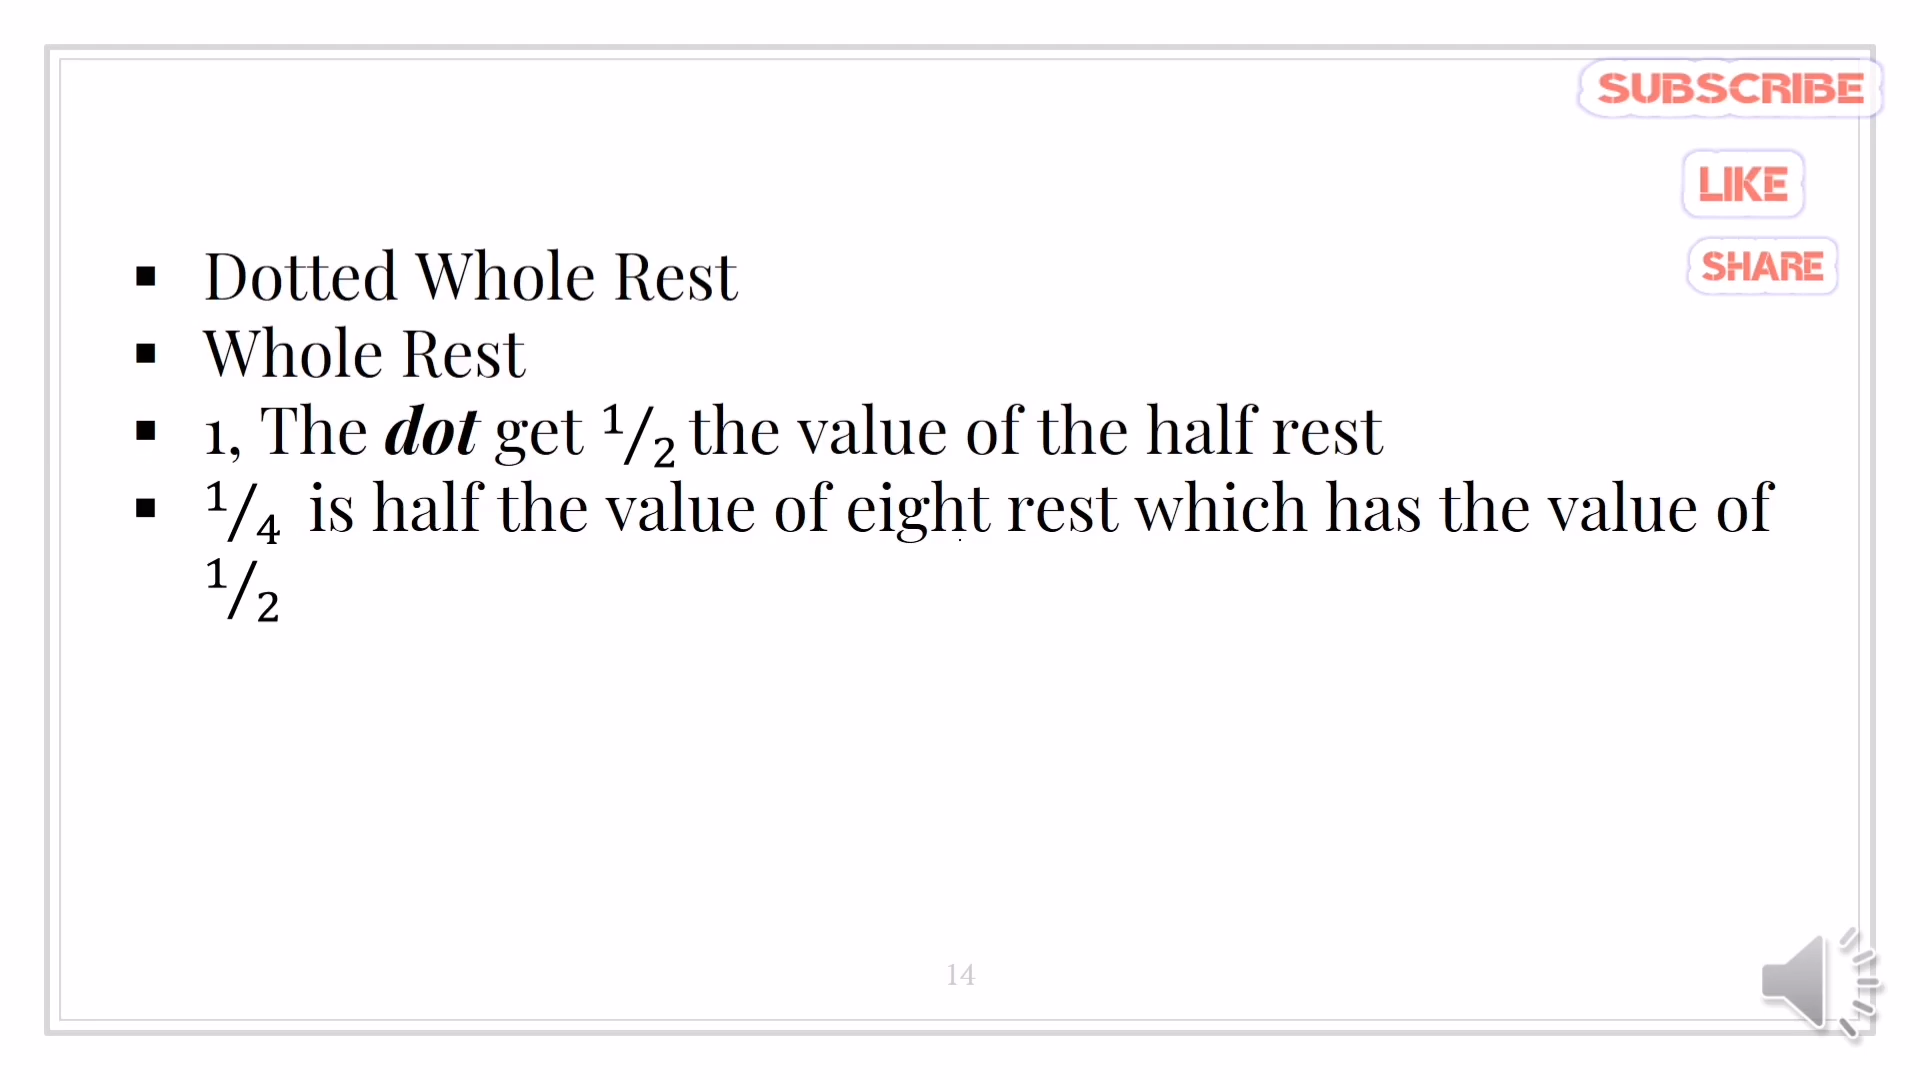 SUBSCRIBE
LIKE
SHARE
▪ Dotted Whole Rest
▪ Whole Rest
▪ 1, The dot get 1/2 the value of the half rest
▪ 1/4 is half the value of eight rest which has the value of
1/2
14